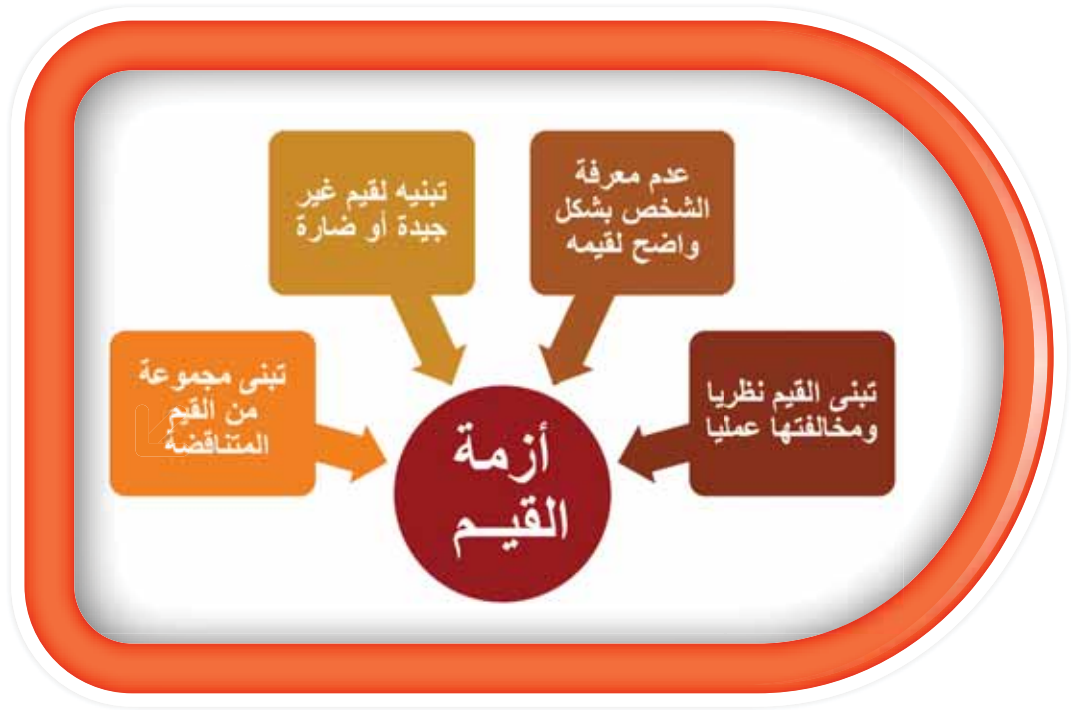 عدم معرفة
الشخص بشكل
واضح لقيمه
تبنيه لقيم غير
جيدة أو ضارة
تبنى القيم نظريا
ومخالفتها عمليا
تبنى مجموعة
من القيم
المتناقضة
أزمة
القيـــم